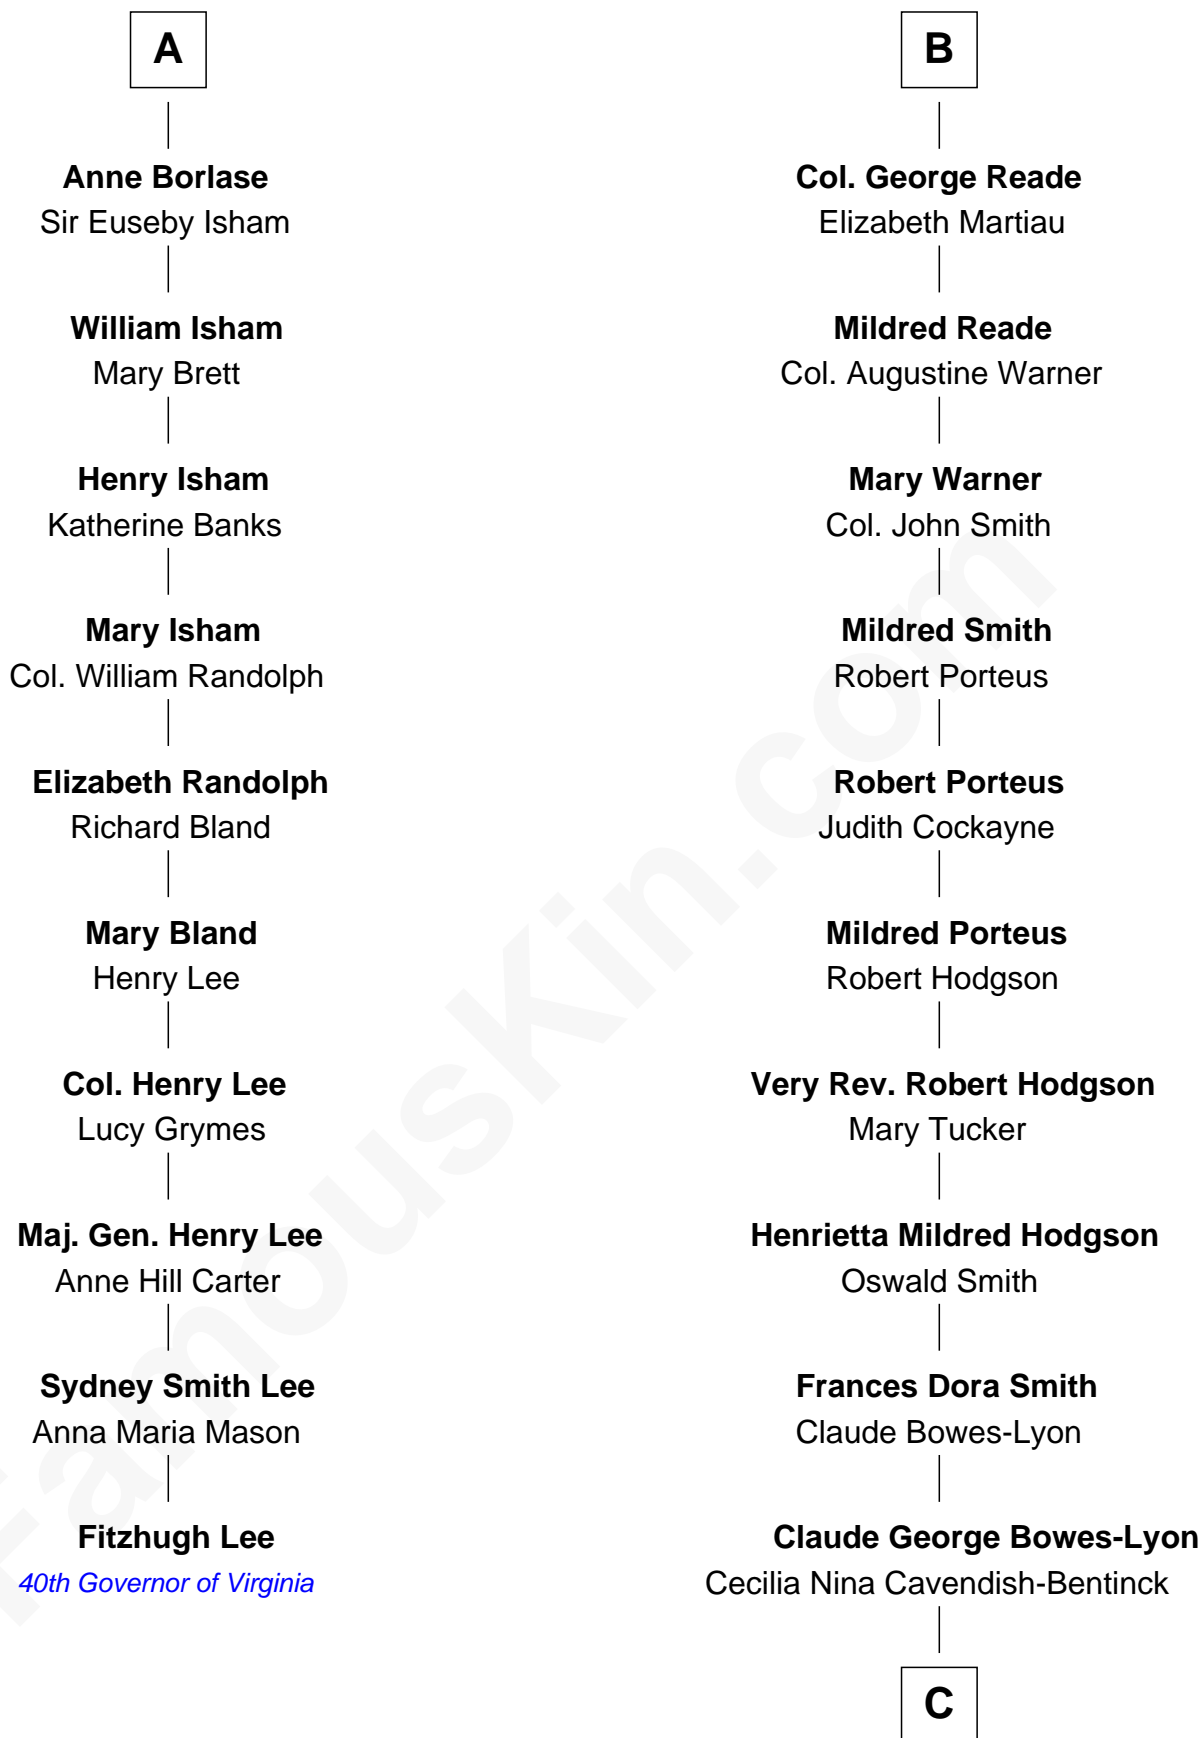 A
Anne Borlase
Sir Euseby Isham
William Isham
Mary Brett
Henry Isham
Katherine Banks
Mary Isham
Col. William Randolph
Elizabeth Randolph
Richard Bland
Mary Bland
Henry Lee
Col. Henry Lee
Lucy Grymes
Maj. Gen. Henry Lee
Anne Hill Carter
Sydney Smith Lee
Anna Maria Mason
Fitzhugh Lee
40th Governor of Virginia
B
Col. George Reade
Elizabeth Martiau
Mildred Reade
Col. Augustine Warner
Mary Warner
Col. John Smith
Mildred Smith
Robert Porteus
Robert Porteus
Judith Cockayne
Mildred Porteus
Robert Hodgson
Very Rev. Robert Hodgson
Mary Tucker
Henrietta Mildred Hodgson
Oswald Smith
Frances Dora Smith
Claude Bowes-Lyon
Claude George Bowes-Lyon
Cecilia Nina Cavendish-Bentinck
C
FamousKin.com